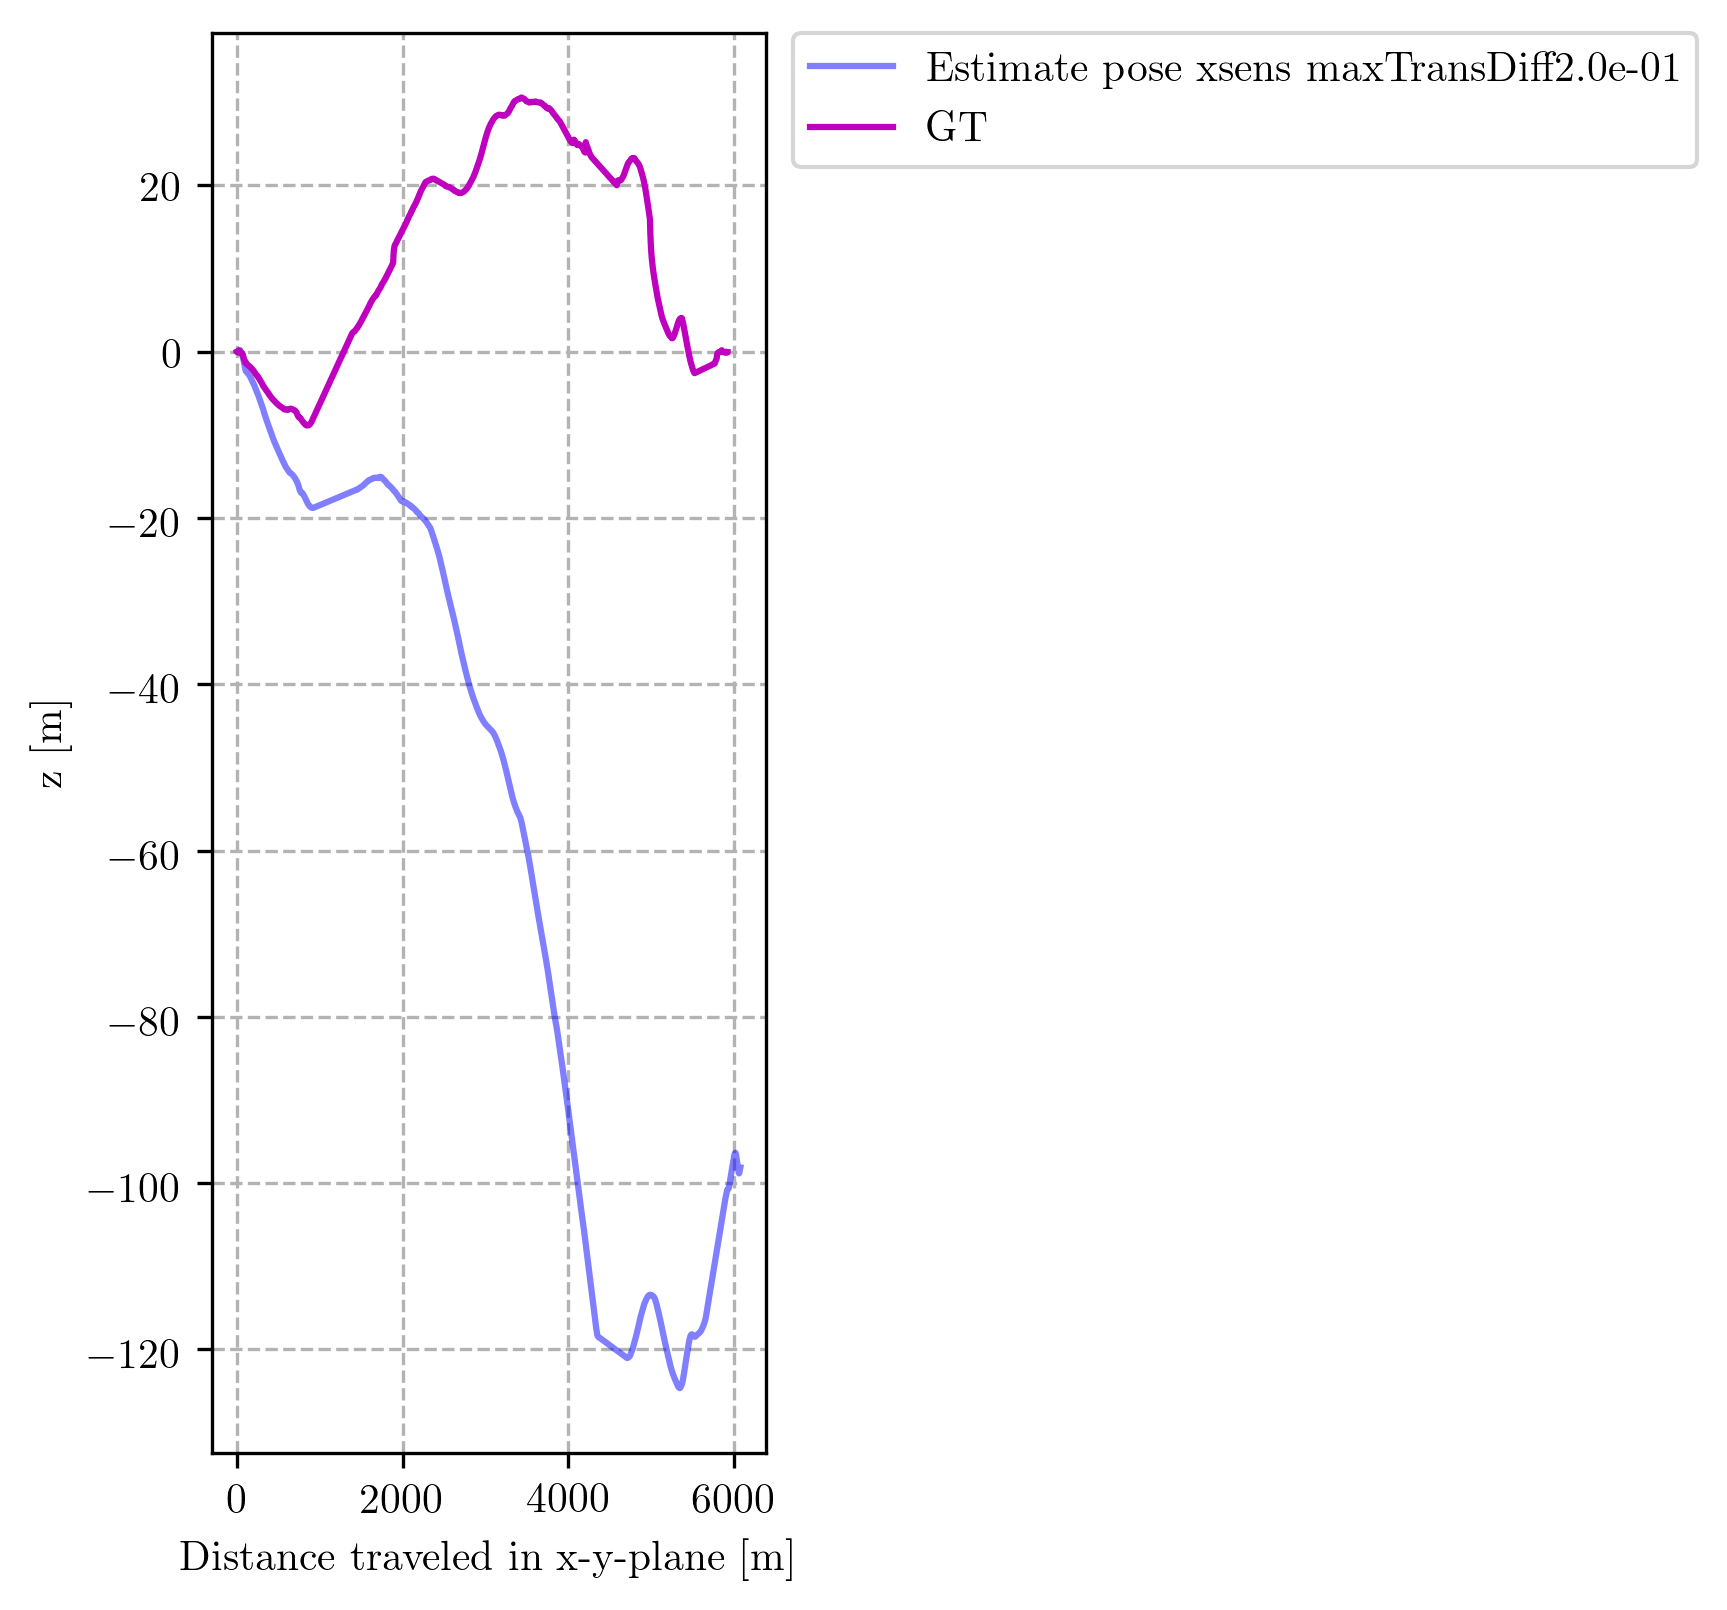 Estimate pose xsens maxTransDiff2.0e-01
GT
20
0
−20
−40
−60
−80
−100
−120
z [m]
0 2000 4000 6000
Distance traveled in x-y-plane [m]